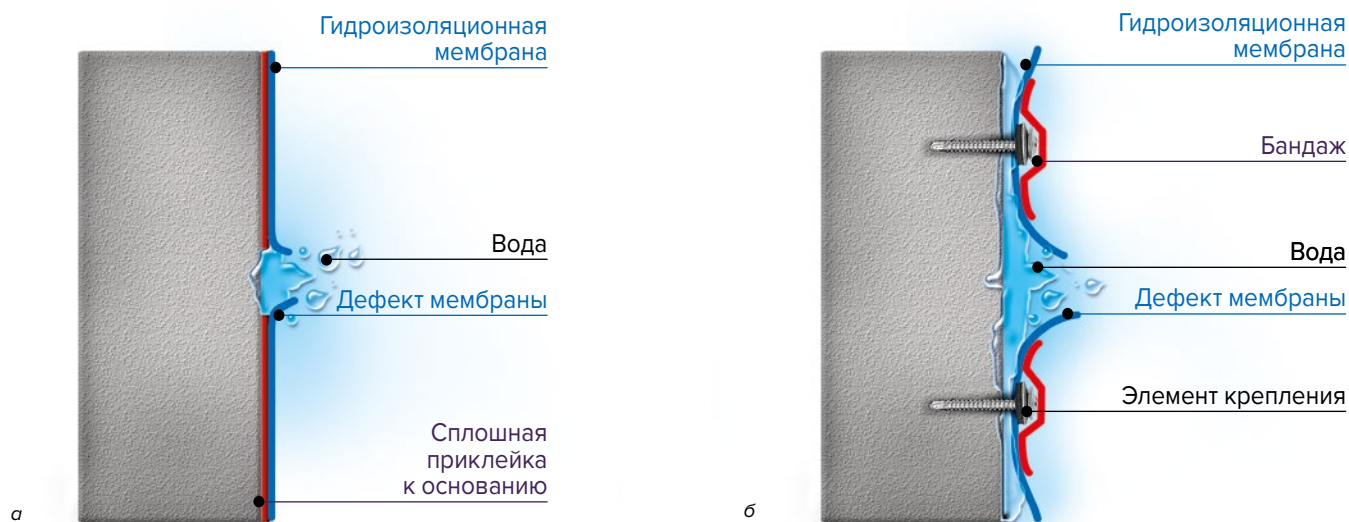 Гидроизоляционная
мембрана
Вода
Дефект мембраны
Сплошная
приклейка
к основанию
а
Гидроизоляционная
мембрана
Бандаж
Вода
Дефект мембраны
Элемент крепления
б